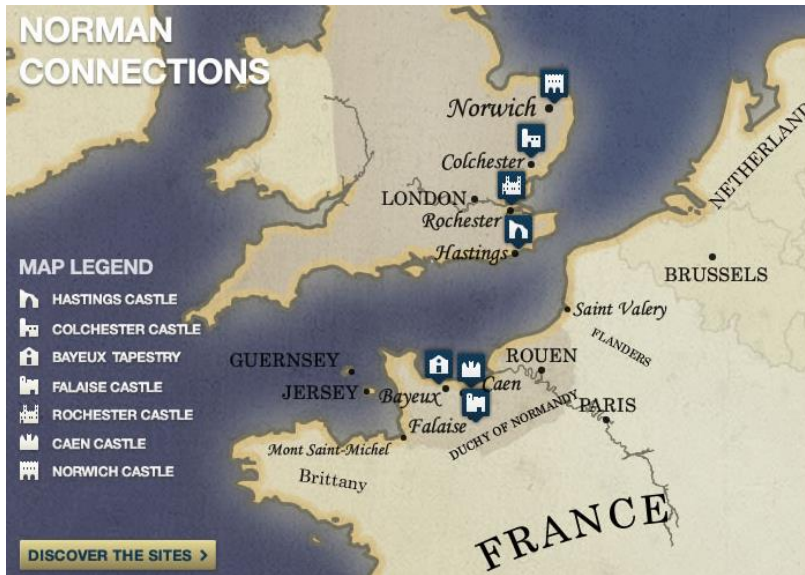 NORMAN
CONNECTIONS
Norwich
Colchester
LONDON
Rochester
Hastings
NETHERLAND
BRUSSELS
MAP LEGEND
HASTINGS CASTLE
COLCHESTER CASTLE
BAYEUX TAPESTRY
FALAISE CASTLE
ROCHESTER CASTLE
CAEN CASTLE
NORWICH CASTLE
Saint Valery
FLANDERS
GUERNSEY
JERSEY
Bayeux
Caen
ROUEN
Falaise
DUCHY OF NORMANDY
PARIS
Mont Saint-Michel
Brittany
FRANCE
DISCOVER THE SITES >